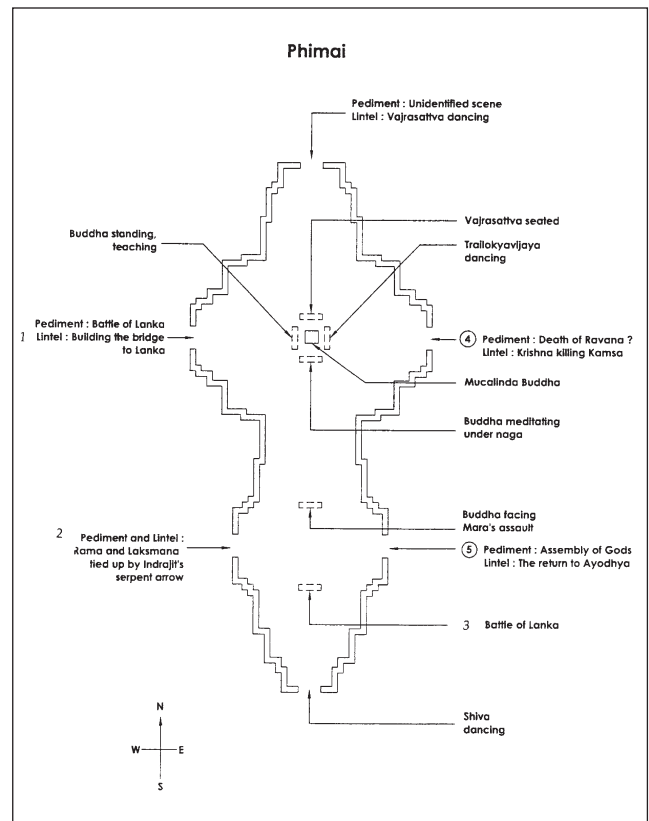 Phimai
Pediment : Unidentified scene
Lintel : Vajrasattva dancing
Vajrasattva seated
Buddha standing,
teaching
Trailokyavijaya
dancing
1 Pediment : Battle of Lanka
Lintel : Building the bridge
to Lanka
4 Pediment : Death of Ravana ?
Lintel : Krishna killing Kamsa
Mucalinda Buddha
Buddha meditating
under naga
Buddha facing
Mara's assault
2 Pediment and Lintel :
Rama and Laksmana
tied up by Indrajit's
serpent arrow
5 Pediment : Assembly of Gods
Lintel : The return to Ayodhya
3 Battle of Lanka
Shiva
dancing
N
W E
S